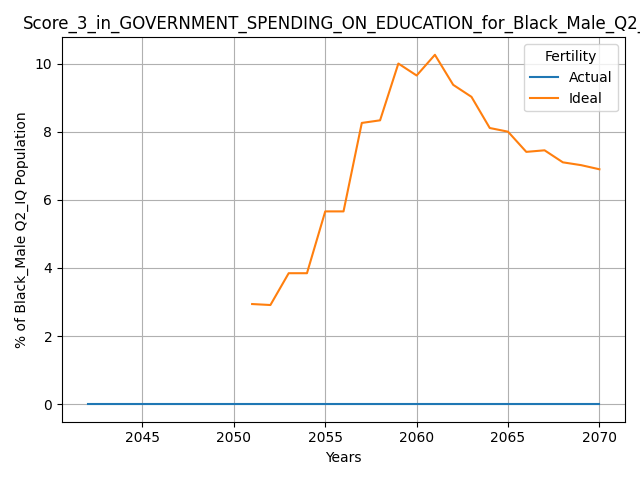 Score_3_in_GOVERNMENT_SPENDING_ON_EDUCATION_for_Black_Male_Q2_
Fertility
Actual
Ideal
% of Black_Male Q2_IQ Population
10
8
6
4
2
0
2045 2050 2055 2060 2065 2070
Years